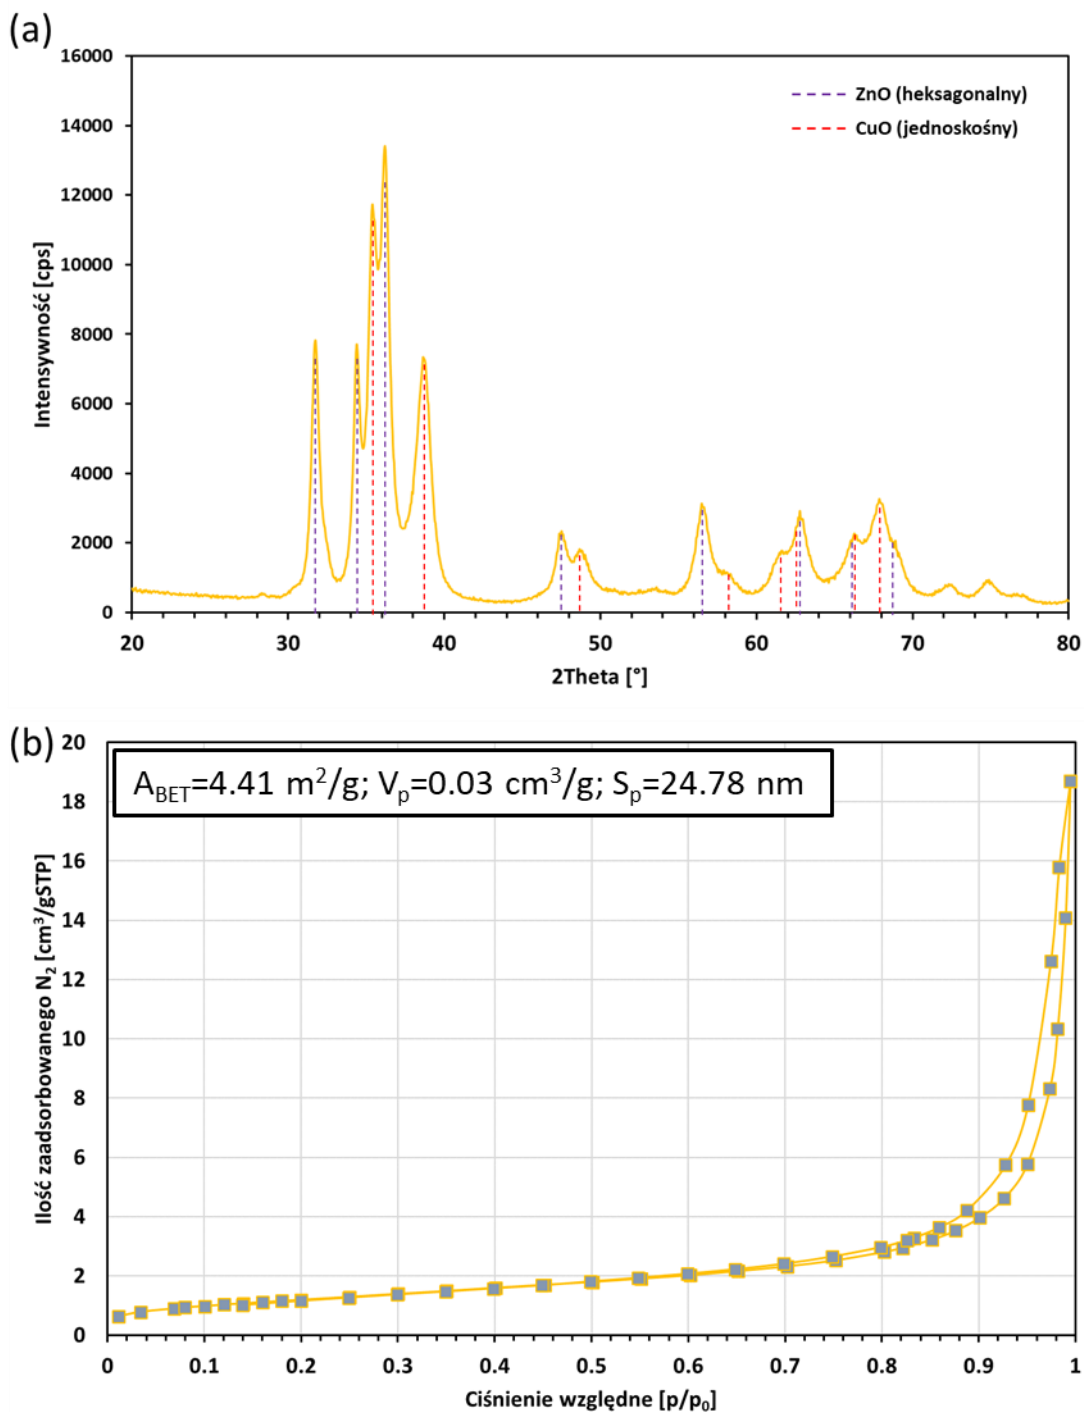 (a)
16000
14000
12000
10000
8000
6000
4000
2000
0
Intensywność [cps]
ZnO (heksagonalny)
CuO (jednoskośny)
20 30 40 50 60 70 80
2Theta [°]
(b)
20
18
16
14
12
10
8
6
4
2
0
Ilość zaadsorbowanego N₂ [cm³/gSTP]
A_BET=4.41 m²/g; Vₚ=0.03 cm³/g; Sₚ=24.78 nm
0 0.1 0.2 0.3 0.4 0.5 0.6 0.7 0.8 0.9 1
Ciśnienie względne [p/p₀]